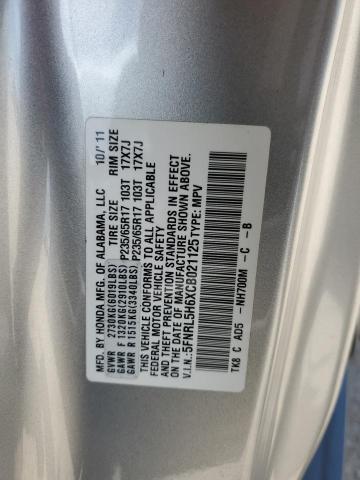 MFD. BY HONDA MFG. OF ALABAMA, LLC 10/11
GVWR 2730KG(6019LBS) TIRE SIZE RIM SIZE
GAWR F 1320KG(2910LBS) P235/65R17 103T 17X7J
GAWR R 1515KG(3340LBS) P235/65R17 103T 17X7J
THIS VEHICLE CONFORMS TO ALL APPLICABLE
FEDERAL MOTOR VEHICLE SAFETY
AND THEFT PREVENTION STANDARDS IN EFFECT
ON THE DATE OF MANUFACTURE SHOWN ABOVE.
V.I.N.:5FNRL5H6XCB021125TYPE:MPV
TK8 C AD5 -NH700M -C -B